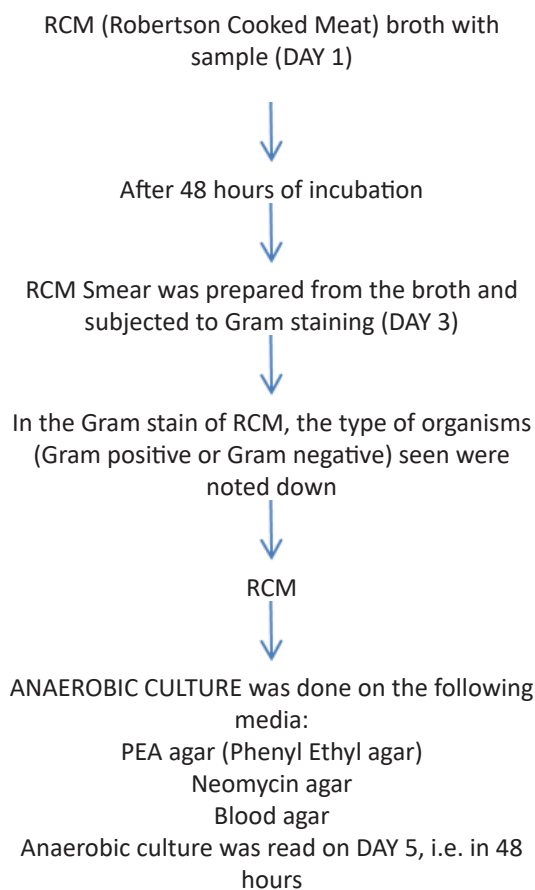 RCM (Robertson Cooked Meat) broth with
sample (DAY 1)
After 48 hours of incubation
RCM Smear was prepared from the broth and
subjected to Gram staining (DAY 3)
In the Gram stain of RCM, the type of organisms
(Gram positive or Gram negative) seen were
noted down
RCM
ANAEROBIC CULTURE was done on the following
media:
PEA agar (Phenyl Ethyl agar)
Neomycin agar
Blood agar
Anaerobic culture was read on DAY 5, i.e. in 48
hours